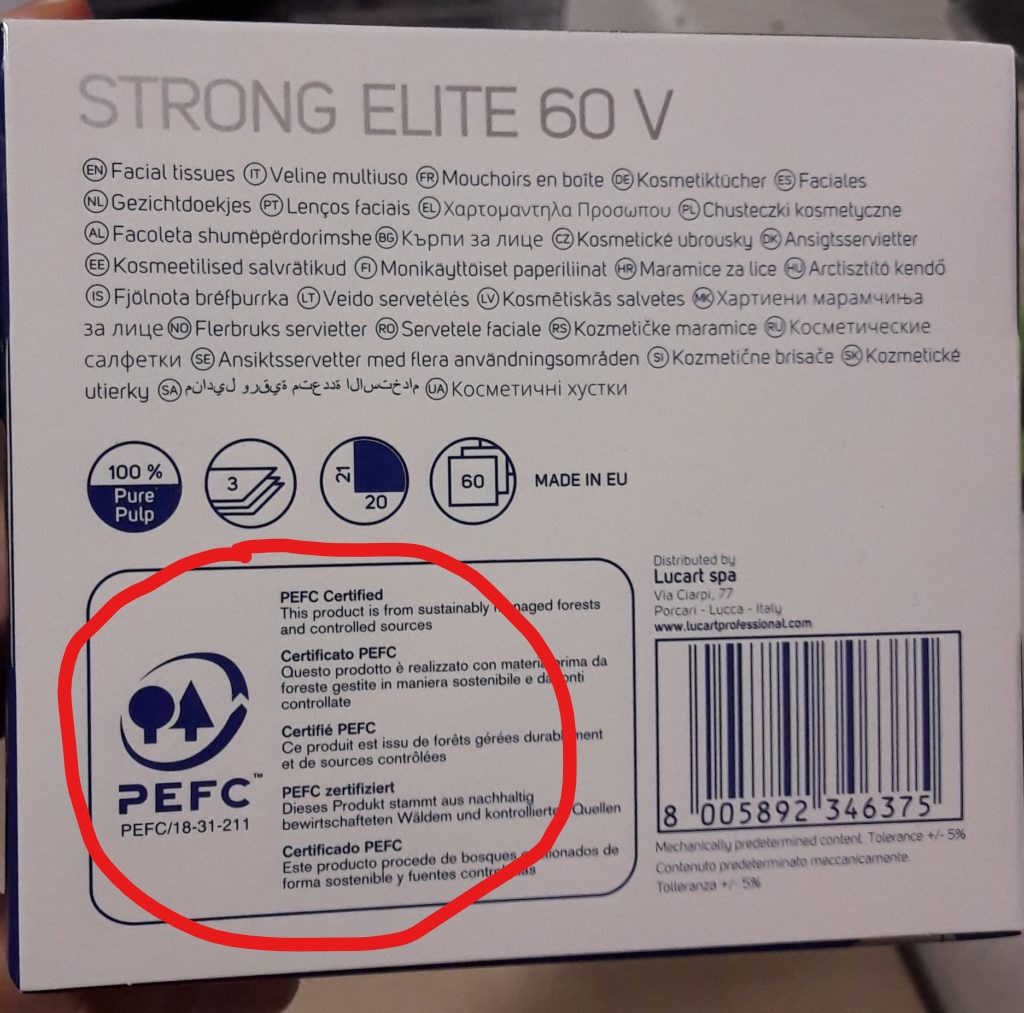 STRONG ELITE 60 V
EN Facial tissues IT Veline multiuso FR Mouchoirs en boîte DE Kosmetiktücher ES Faciales
NL Gezichtdoekjes PT Lenços faciais EL Χαρτομαντηλα Προσωπου PL Chusteczki kosmetyczne
AL Facoleta shumëpërdorimshe BG Кърпи за лице CZ Kosmetické ubrousky DK Ansigtsservietter
EE Kosmeetilised salvrätikud FI Monikäyttöiset paperiliinat HR Maramice za lice HU Arctisztító kendő
IS Fjölnota bréfþurrka LT Veido servetėlės LV Kosmētiskās salvetes MK Хартиени марамчиња
за лице NO Flerbruks servietter RO Servetele faciale RS Kozmetičke maramice RU Косметические
салфетки SE Ansiktsservetter med flera användningsområden SI Kozmetične brisače SK Kozmetické
utierky SA مناديل ورقية متعددة الاستخدام UA Косметичні хустки
100 %
Pure
Pulp
3
21
20
60
MADE IN EU
PEFC™
PEFC/18-31-211
PEFC Certified
This product is from sustainably managed forests
and controlled sources
Certificato PEFC
Questo prodotto è realizzato con materia prima da
foreste gestite in maniera sostenibile e da fonti
controllate
Certifié PEFC
Ce produit est issu de forêts gérées durablement
et de sources contrôlées
PEFC zertifiziert
Dieses Produkt stammt aus nachhaltig
bewirtschafteten Wäldern und kontrollierten Quellen
Certificado PEFC
Este producto procede de bosques gestionados de
forma sostenible y fuentes controladas
Distributed by
Lucart spa
Via Ciarpi, 77
Porcari - Lucca - Italy
www.lucartprofessional.com
8 005892 346375
Mechanically predetermined content. Tolerance +/- 5%
Contenuto predeterminato meccanicamente.
Tolleranza +/- 5%